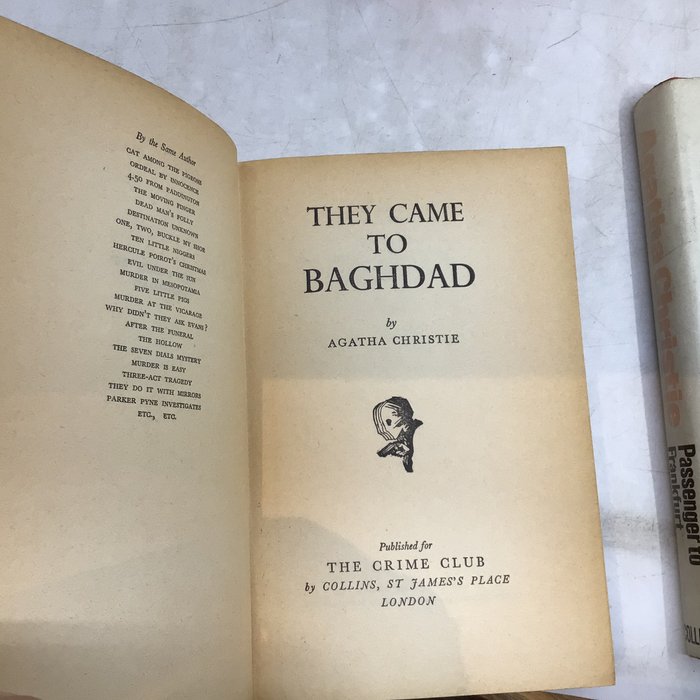 By the Same Author
CAT AMONG THE PIGEONS
ORDEAL BY INNOCENCE
4.50 FROM PADDINGTON
THE MOVING FINGER
DEAD MAN'S FOLLY
DESTINATION UNKNOWN
ONE, TWO, BUCKLE MY SHOE
TEN LITTLE NIGGERS
HERCULE POIROT'S CHRISTMAS
EVIL UNDER THE SUN
MURDER IN MESOPOTAMIA
FIVE LITTLE PIGS
MURDER AT THE VICARAGE
WHY DIDN'T THEY ASK EVANS?
AFTER THE FUNERAL
THE HOLLOW
THE SEVEN DIALS MYSTERY
MURDER IS EASY
THREE-ACT TRAGEDY
THEY DO IT WITH MIRRORS
PARKER PYNE INVESTIGATES
ETC., ETC.
THEY CAME
TO
BAGHDAD
by
AGATHA CHRISTIE
Published for
THE CRIME CLUB
by COLLINS, ST JAMES'S PLACE
LONDON
Agatha Christie
Passenger to
Frankfurt